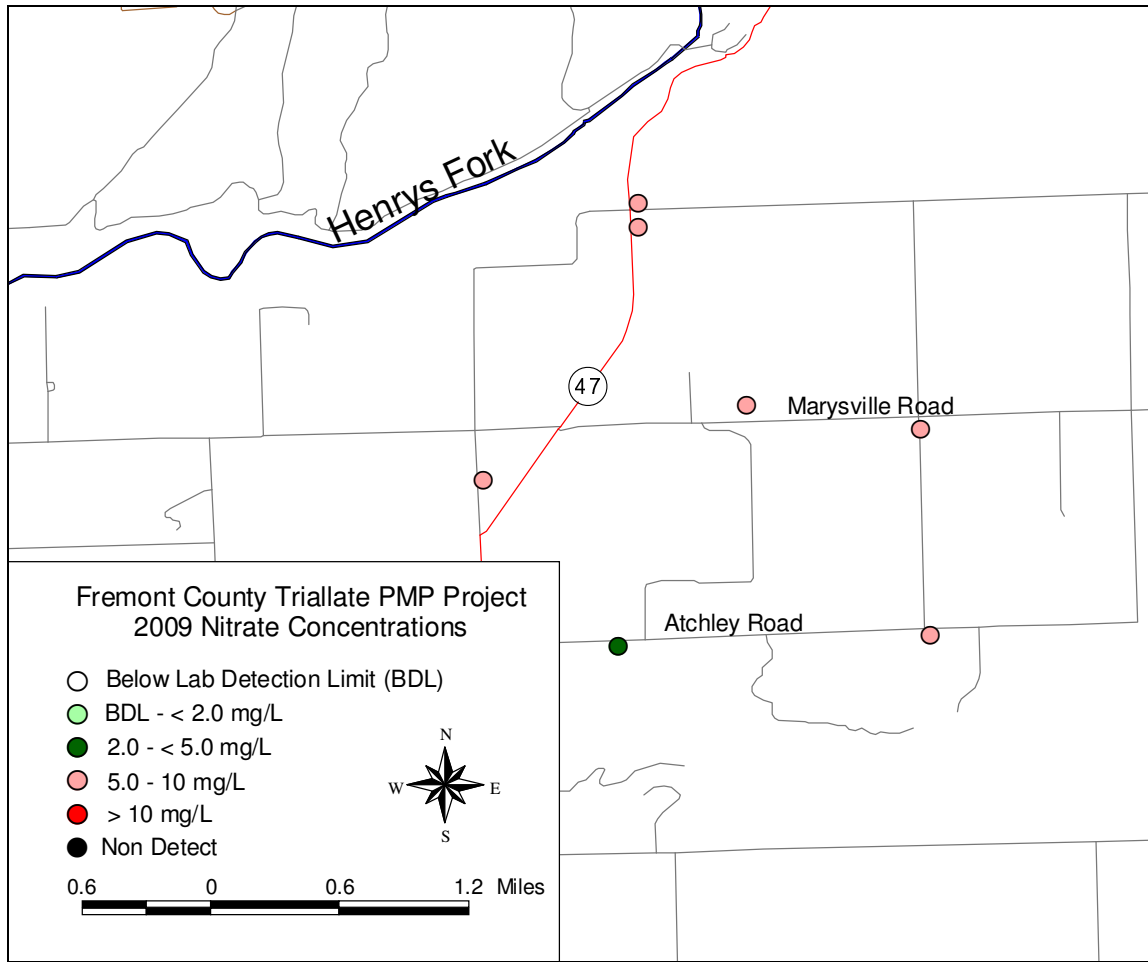 Henrys Fork
47
Marysville Road
Atchley Road
Fremont County Triallate PMP Project
2009 Nitrate Concentrations
Below Lab Detection Limit (BDL)
BDL - < 2.0 mg/L
2.0 - < 5.0 mg/L
5.0 - 10 mg/L
> 10 mg/L
Non Detect
N
W E
S
0.6 0 0.6 1.2 Miles